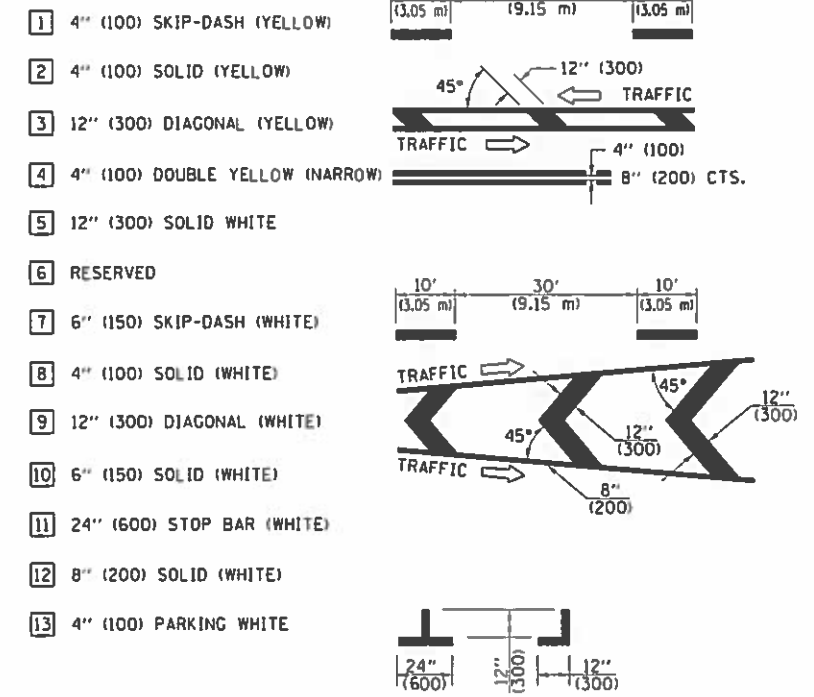 (3.05 m) (9.15 m) (3.05 m)
1 4" (100) SKIP-DASH (YELLOW)
2 4" (100) SOLID (YELLOW)
45° 12" (300)
TRAFFIC
3 12" (300) DIAGONAL (YELLOW)
TRAFFIC
4" (100)
4 4" (100) DOUBLE YELLOW (NARROW)
8" (200) CTS.
5 12" (300) SOLID WHITE
6 RESERVED
10' 30' 10'
(3.05 m) (9.15 m) (3.05 m)
7 6" (150) SKIP-DASH (WHITE)
8 4" (100) SOLID (WHITE)
TRAFFIC
45°
12"
(300)
9 12" (300) DIAGONAL (WHITE)
45°
12"
(300)
TRAFFIC
10 6" (150) SOLID (WHITE)
8"
(200)
11 24" (600) STOP BAR (WHITE)
12 8" (200) SOLID (WHITE)
13 4" (100) PARKING WHITE
24"
(600)
12"
(300)
12"
(300)